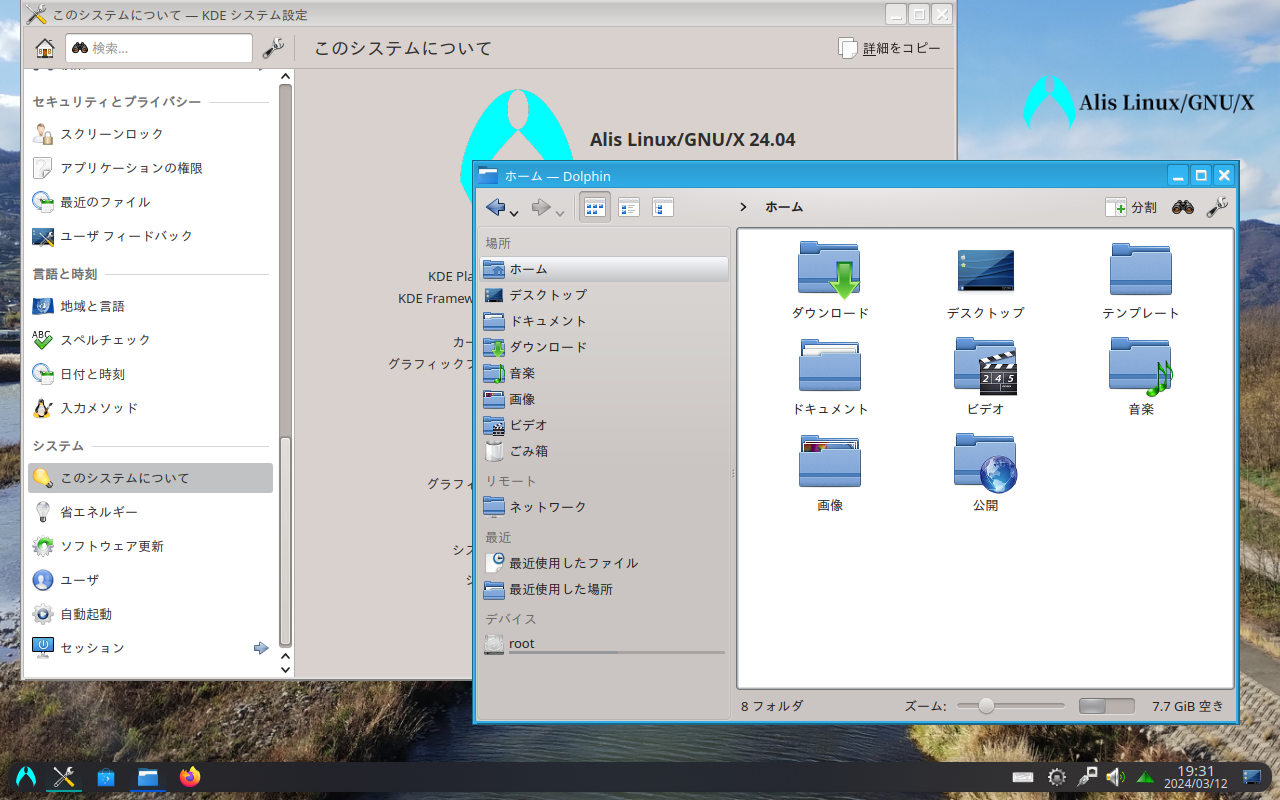 このシステムについて — KDE システム設定
検索...
このシステムについて
詳細をコピー
セキュリティとプライバシー
スクリーンロック
アプリケーションの権限
最近のファイル
ユーザ フィードバック
言語と時刻
地域と言語
ABC
スペルチェック
日付と時刻
入力メソッド
システム
このシステムについて
省エネルギー
ソフトウェア更新
ユーザ
自動起動
セッション
Alis Linux/GNU/X 24.04
KDE Pla
KDE Framew
カー
グラフィックフ
グラフィ
シス
Alis Linux/GNU/X
ホーム — Dolphin
ホーム
分割
場所
ホーム
デスクトップ
ドキュメント
ダウンロード
音楽
画像
ビデオ
ごみ箱
リモート
ネットワーク
最近
最近使用したファイル
最近使用した場所
デバイス
root
ダウンロード
デスクトップ
テンプレート
ドキュメント
2 4 5
ビデオ
音楽
画像
公開
8 フォルダ
ズーム:
7.7 GiB 空き
19:31
2024/03/12